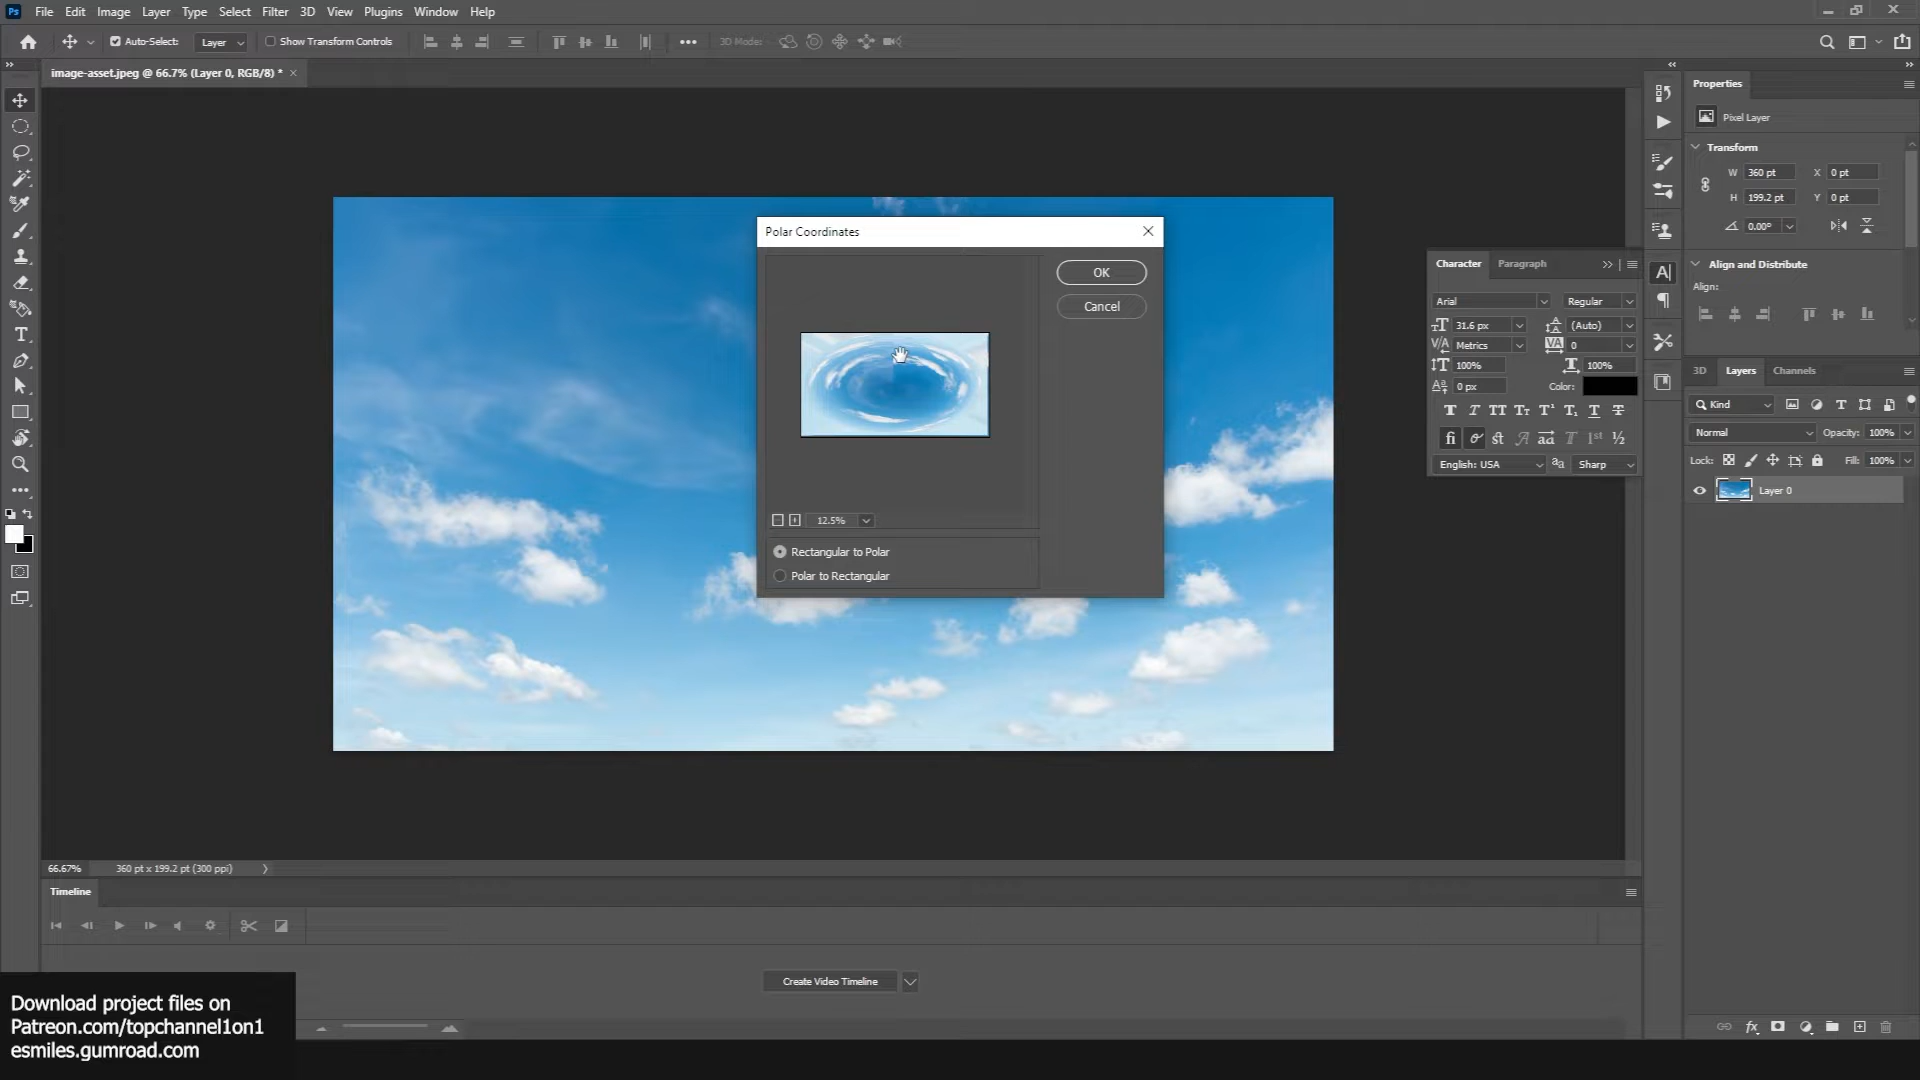 Ps File Edit Image Layer Type Select Filter 3D View Plugins Window Help
Auto-Select: Layer Show Transform Controls 3D Mode:
image-asset.jpeg @ 66.7% (Layer 0, RGB/8) *
Properties
Pixel Layer
Transform
W 360 pt X 0 pt
H 199.2 pt Y 0 pt
0.00°
Align and Distribute
Align:
Polar Coordinates
OK
Cancel
12.5%
Rectangular to Polar
Polar to Rectangular
Character Paragraph
Arial Regular
31.6 px (Auto)
Metrics 0
100% 100%
0 px Color:
English: USA Sharp
3D Layers Channels
Kind
Normal Opacity: 100%
Lock: Fill: 100%
Layer 0
66.67% 360 pt x 199.2 pt (300 ppi)
Timeline
Create Video Timeline
Download project files on
Patreon.com/topchannel1on1
esmiles.gumroad.com